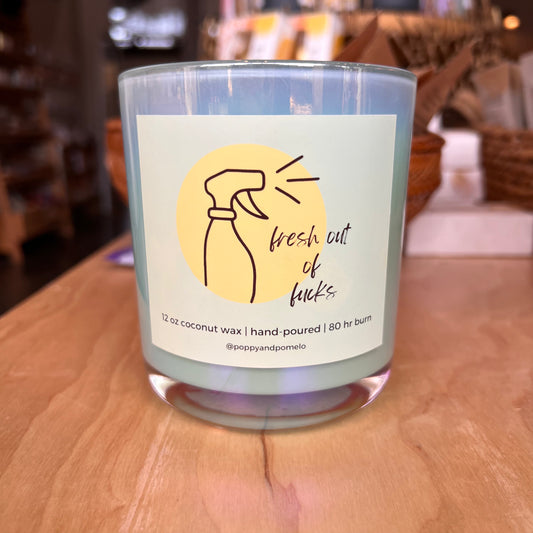 fresh out
of
fucks
12 oz coconut wax | hand-poured | 80 hr burn
@poppyandpomelo